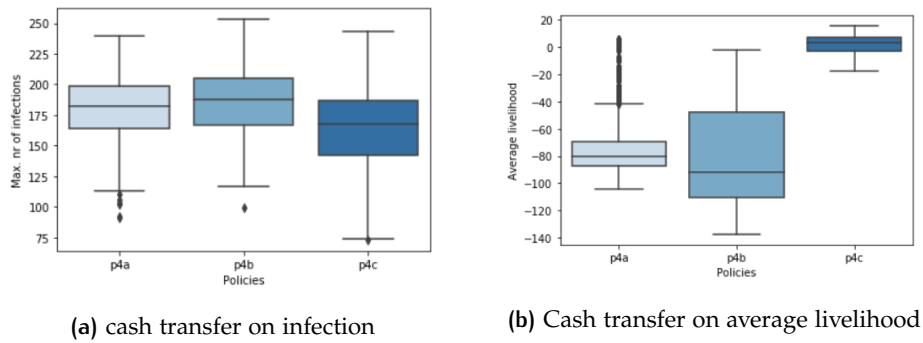 Max. nr of infections
250
225
200
175
150
125
100
75
p4a
p4b
p4c
Policies
(a) cash transfer on infection
Average livelihood
20
0
−20
−40
−60
−80
−100
−120
−140
p4a
p4b
p4c
Policies
(b) Cash transfer on average livelihood